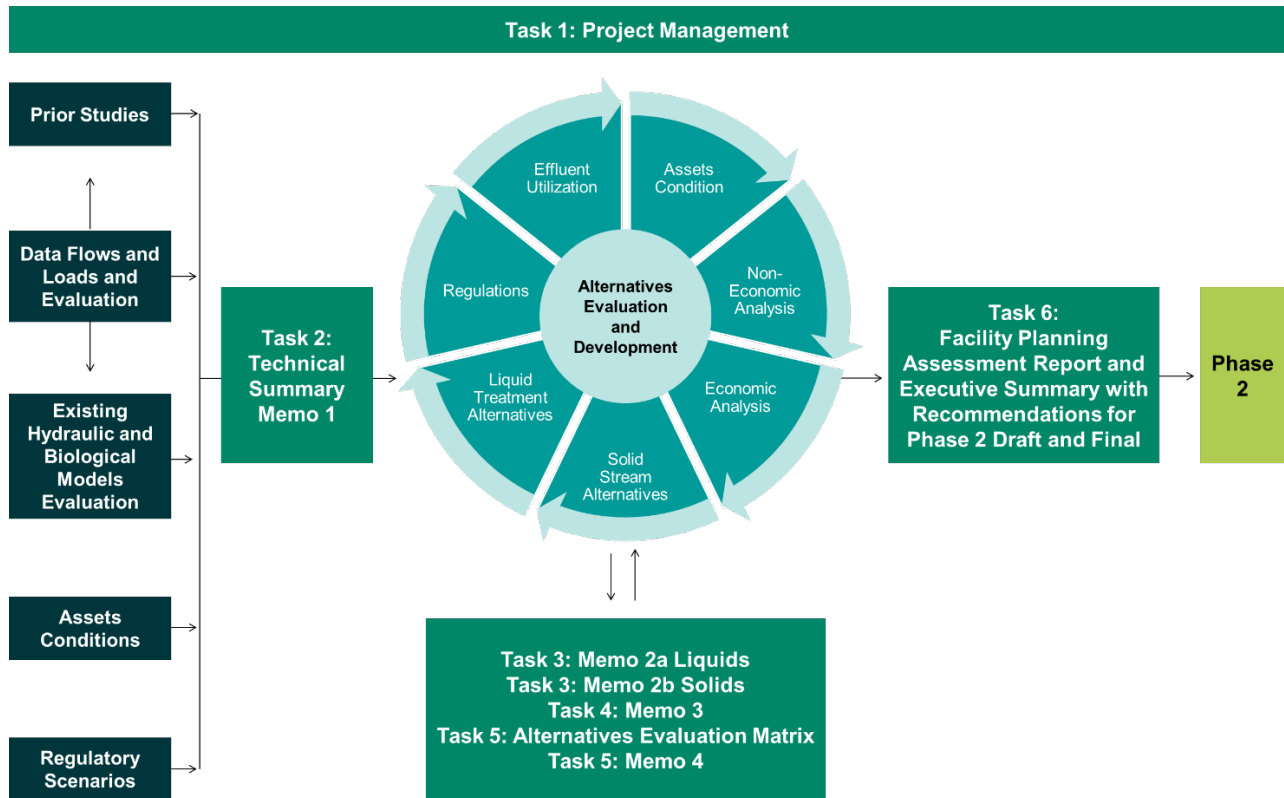 Task 1: Project Management
Prior Studies
Data Flows and
Loads and
Evaluation
Existing
Hydraulic and
Biological
Models
Evaluation
Assets
Conditions
Regulatory
Scenarios
Task 2:
Technical
Summary
Memo 1
Effluent
Utilization
Assets
Condition
Regulations
Non-
Economic
Analysis
Alternatives
Evaluation
and
Development
Liquid
Treatment
Alternatives
Economic
Analysis
Solid
Stream
Alternatives
Task 3: Memo 2a Liquids
Task 3: Memo 2b Solids
Task 4: Memo 3
Task 5: Alternatives Evaluation Matrix
Task 5: Memo 4
Task 6:
Facility Planning
Assessment Report and
Executive Summary with
Recommendations for
Phase 2 Draft and Final
Phase
2